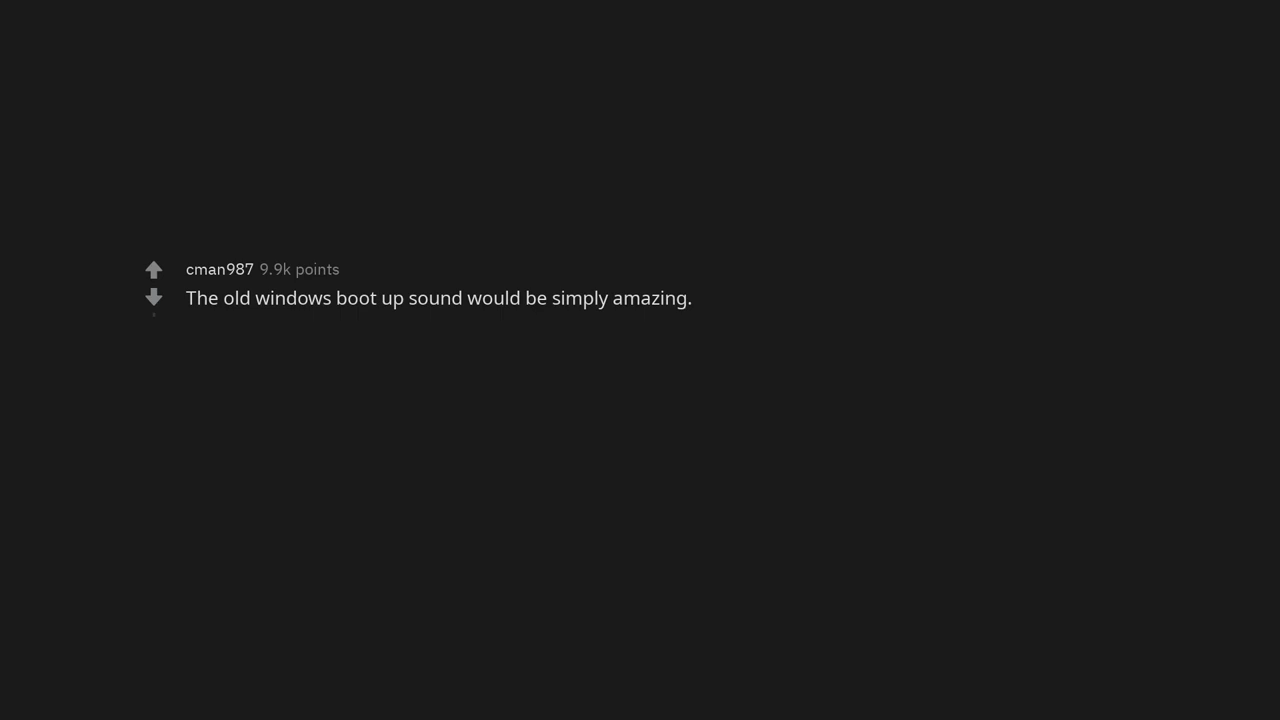 cman987 9.9k points
The old windows boot up sound would be simply amazing.